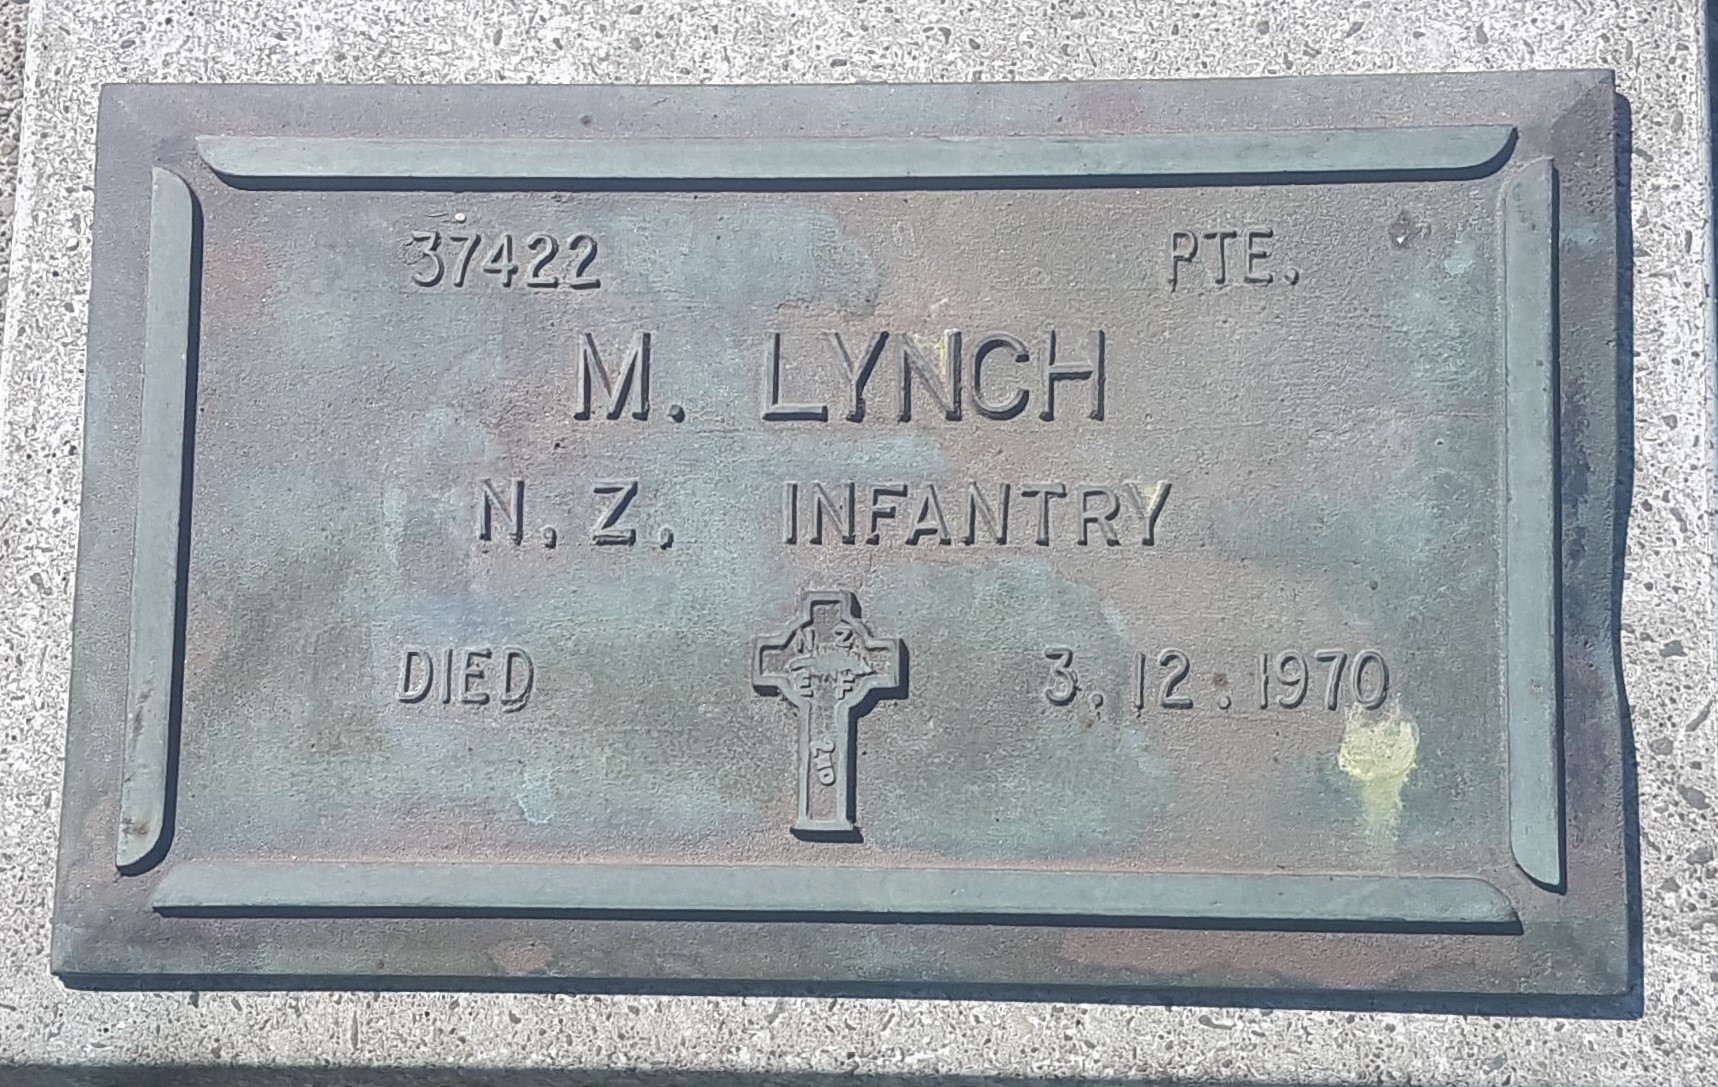 37422 PTE.
M. LYNCH
N.Z. INFANTRY
N Z
E F
DIED 3.12.1970